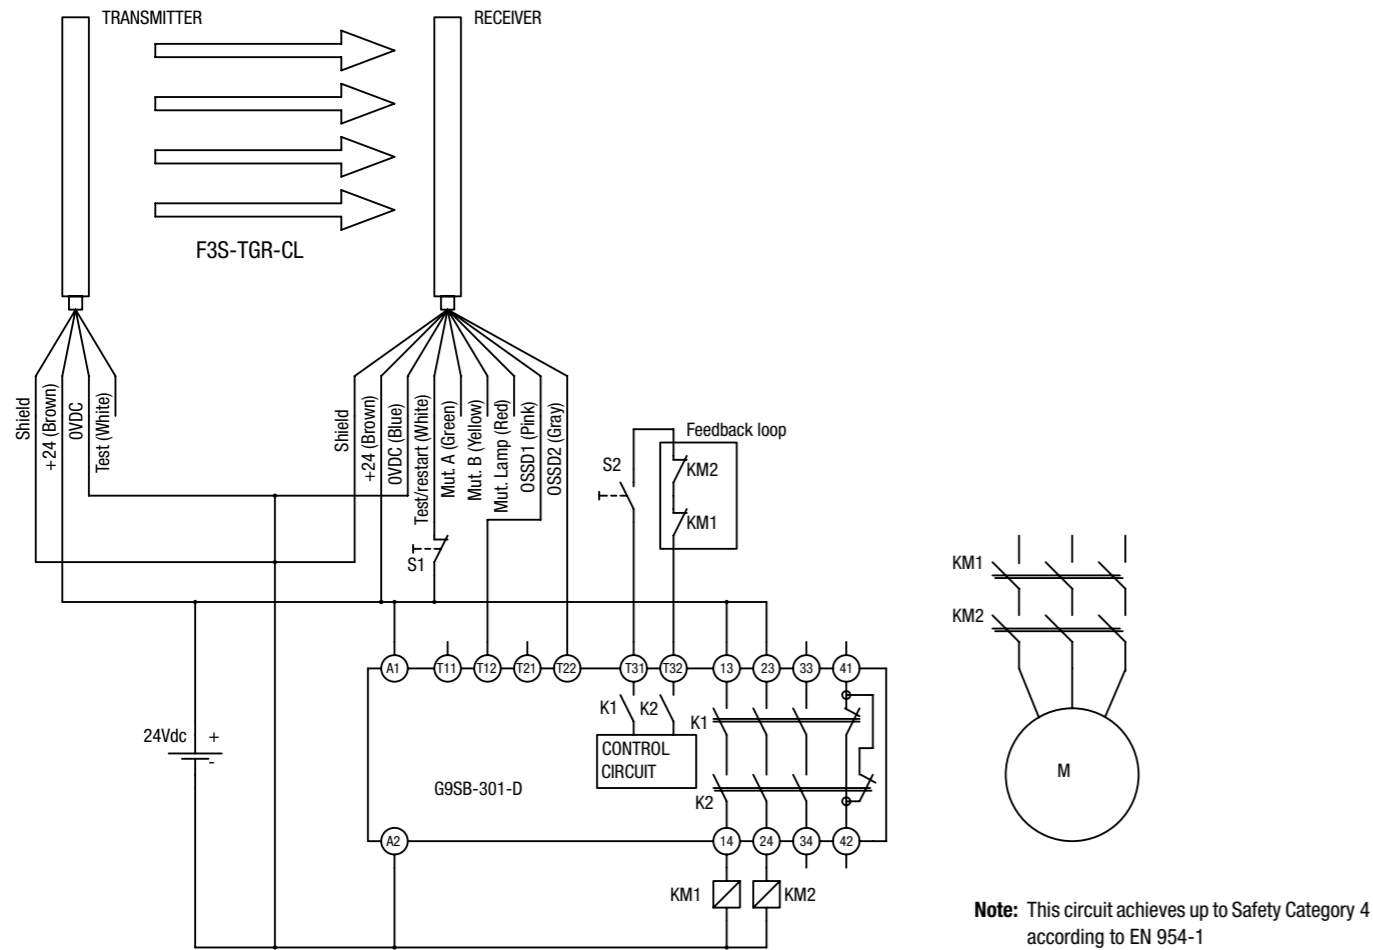 TRANSMITTER
RECEIVER
F3S-TGR-CL
Shield
+24 (Brown)
0VDC
Test (White)
Shield
+24 (Brown)
0VDC (Blue)
Test/restart (White)
Mut. A (Green)
Mut. B (Yellow)
Mut. Lamp (Red)
OSSD1 (Pink)
OSSD2 (Gray)
S1
S2
Feedback loop
KM2
KM1
A1
T11
T12
T21
T22
T31
T32
13
23
33
41
K1
K2
K1
CONTROL
CIRCUIT
K2
G9SB-301-D
24Vdc
+
-
A2
14
24
34
42
KM1
KM2
KM1
KM2
M
Note: This circuit achieves up to Safety Category 4
according to EN 954-1